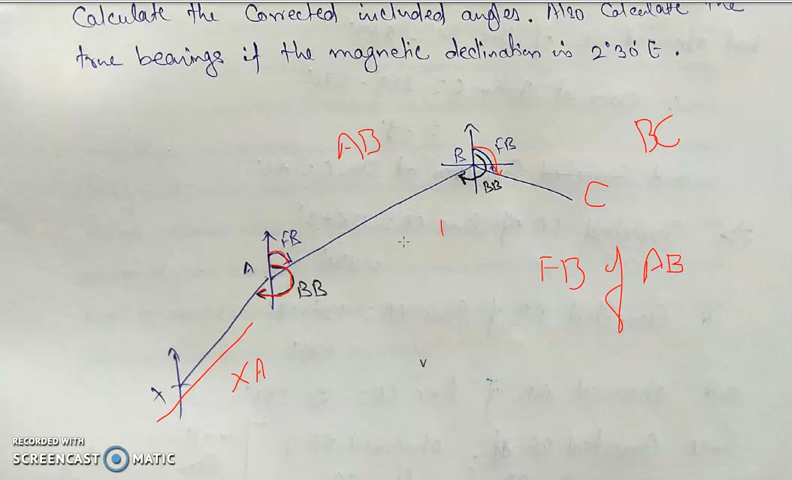 Calculate the Corrected included angles. Also Calculate the
true bearings if the magnetic declination is 2°30' E.
AB
BC
B
FB
BB
C
FB of AB
FB
A
BB
XA
X
RECORDED WITH
SCREENCAST MATIC